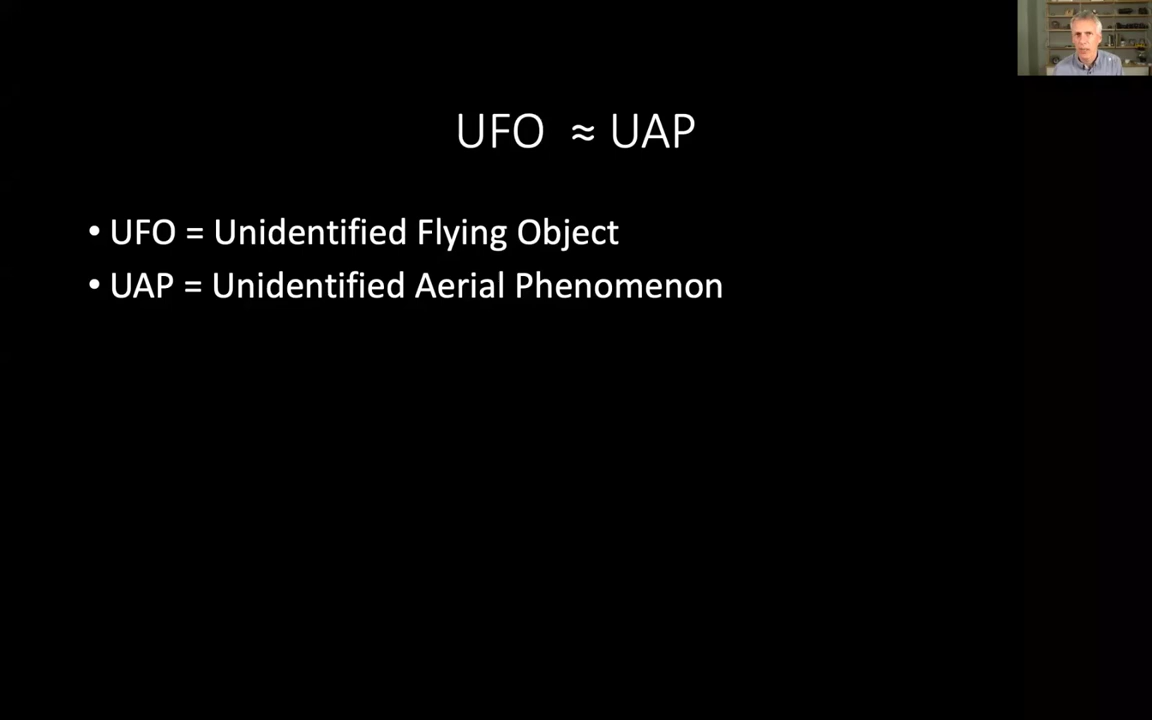 UFO ≈ UAP
• UFO = Unidentified Flying Object
• UAP = Unidentified Aerial Phenomenon